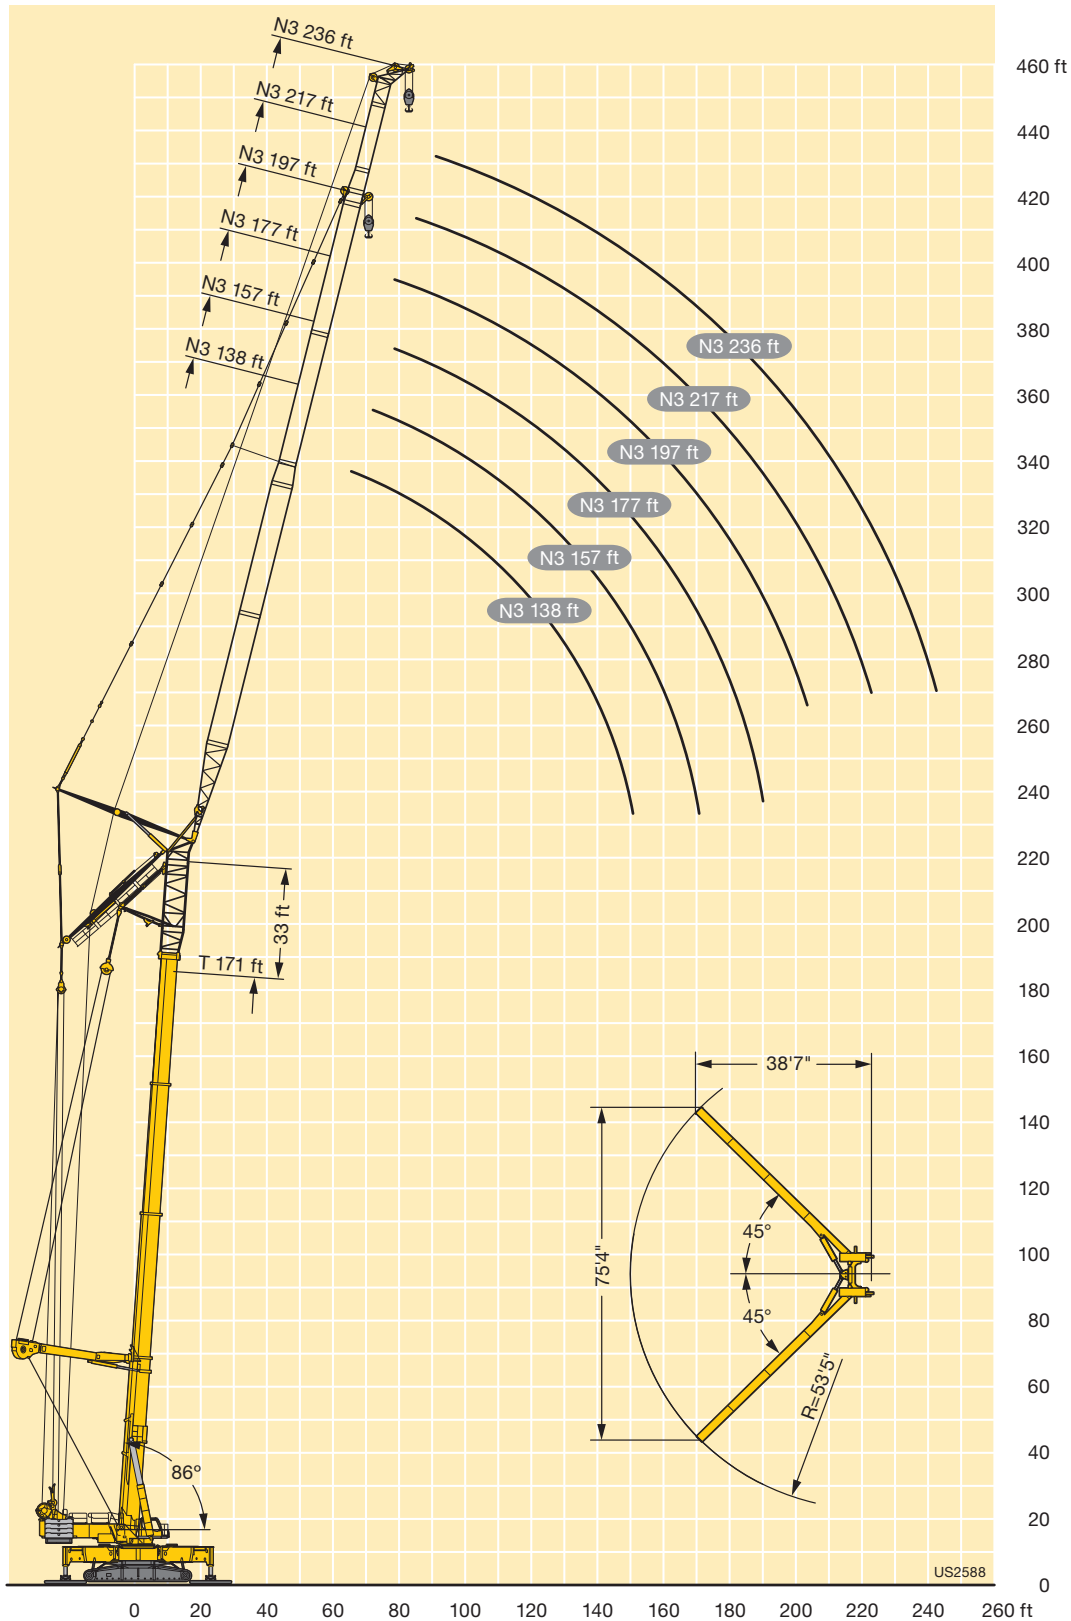 N3 236 ft
460 ft
N3 217 ft
440
N3 197 ft
420
N3 177 ft
400
N3 157 ft
380
N3 138 ft
360
340
320
300
280
260
240
220
200
180
160
140
120
100
80
60
40
20
0
N3 236 ft
N3 217 ft
N3 197 ft
N3 177 ft
N3 157 ft
N3 138 ft
33 ft
T 171 ft
38'7"
75'4"
45°
45°
R=53'5"
86°
US2588
0 20 40 60 80 100 120 140 160 180 200 220 240 260 ft